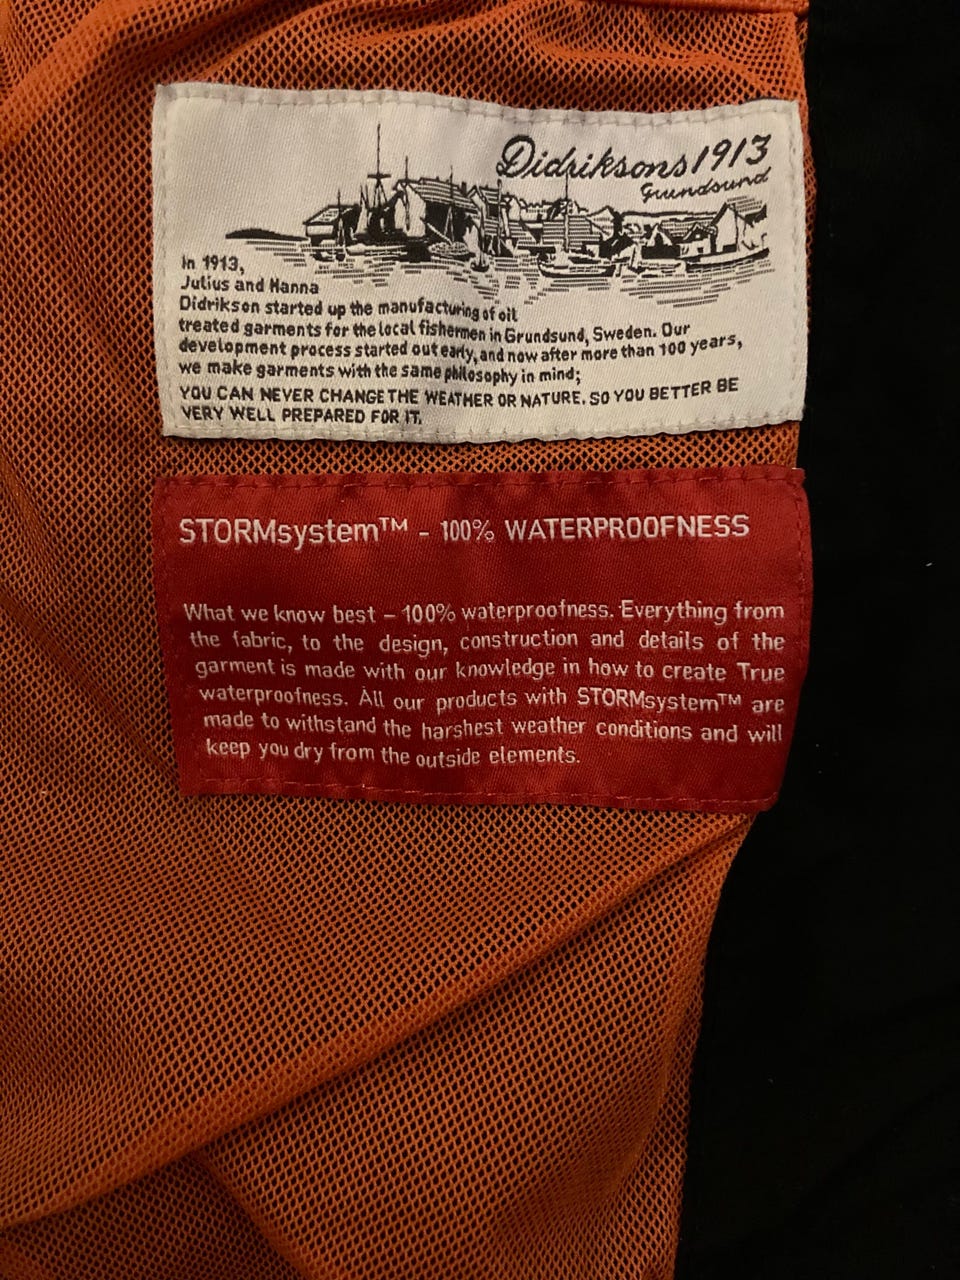 Didriksons1913
Grundsund
In 1913,
Julius and Hanna
Didrikson started up the manufacturing of oil
treated garments for the local fishermen in Grundsund, Sweden. Our
development process started out early, and now after more than 100 years,
we make garments with the same philosophy in mind;
YOU CAN NEVER CHANGE THE WEATHER OR NATURE. SO YOU BETTER BE
VERY WELL PREPARED FOR IT.
STORMsystem™ - 100% WATERPROOFNESS
What we know best – 100% waterproofness. Everything from
the fabric, to the design, construction and details of the
garment is made with our knowledge in how to create True
waterproofness. All our products with STORMsystem™ are
made to withstand the harshest weather conditions and will
keep you dry from the outside elements.